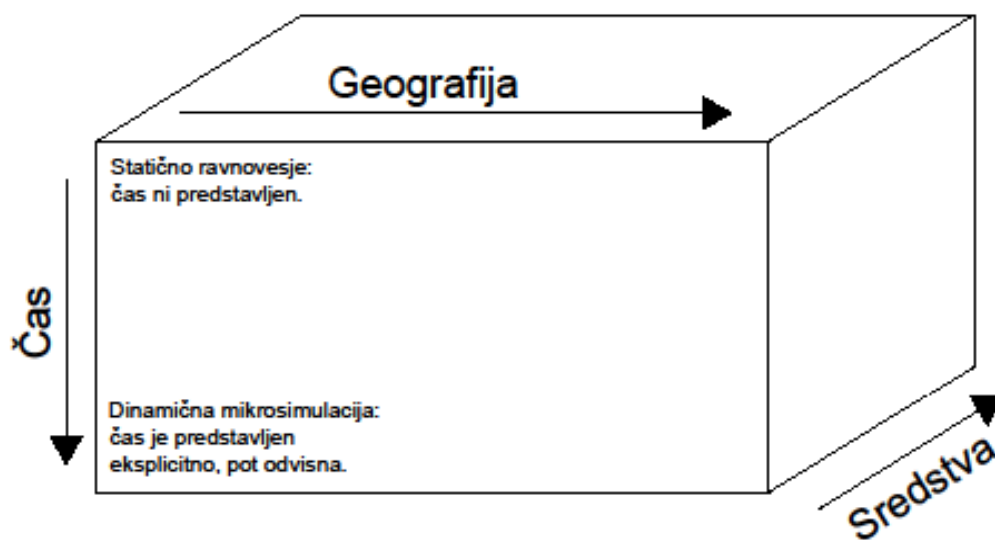 Geografija
Statično ravnovesje:
čas ni predstavljen.
Čas
Dinamična mikrosimulacija:
čas je predstavljen
eksplicitno, pot odvisna.
Sredstva